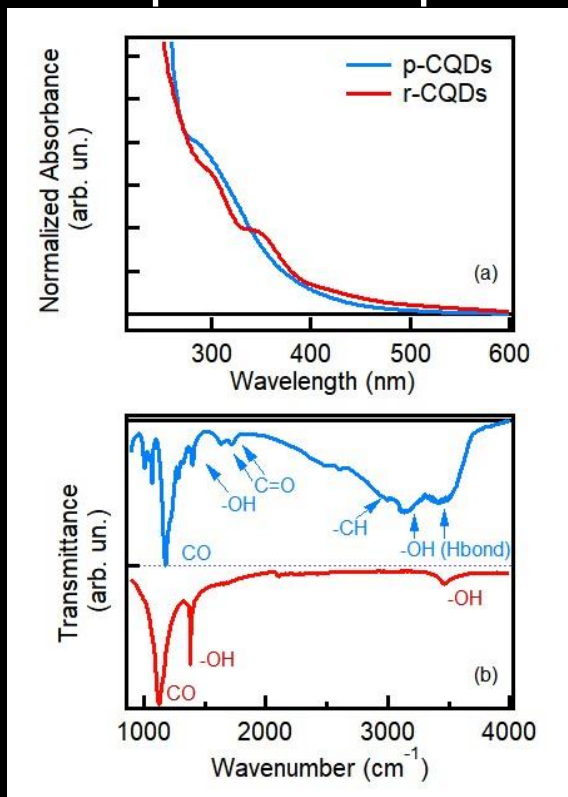 p-CQDs
r-CQDs
Normalized Absorbance
(arb. un.)
(a)
300 400 500 600
Wavelength (nm)
C=O
-OH
-CH
-OH (Hbond)
CO
Transmittance
(arb. un.)
-OH
-OH
CO
(b)
1000 2000 3000 4000
Wavenumber (cm⁻¹)